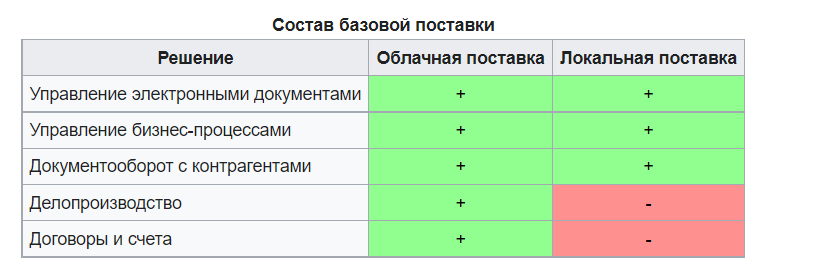 Состав базовой поставки
Решение Облачная поставка Локальная поставка
Управление электронными документами + +
Управление бизнес-процессами + +
Документооборот с контрагентами + +
Делопроизводство + -
Договоры и счета + -